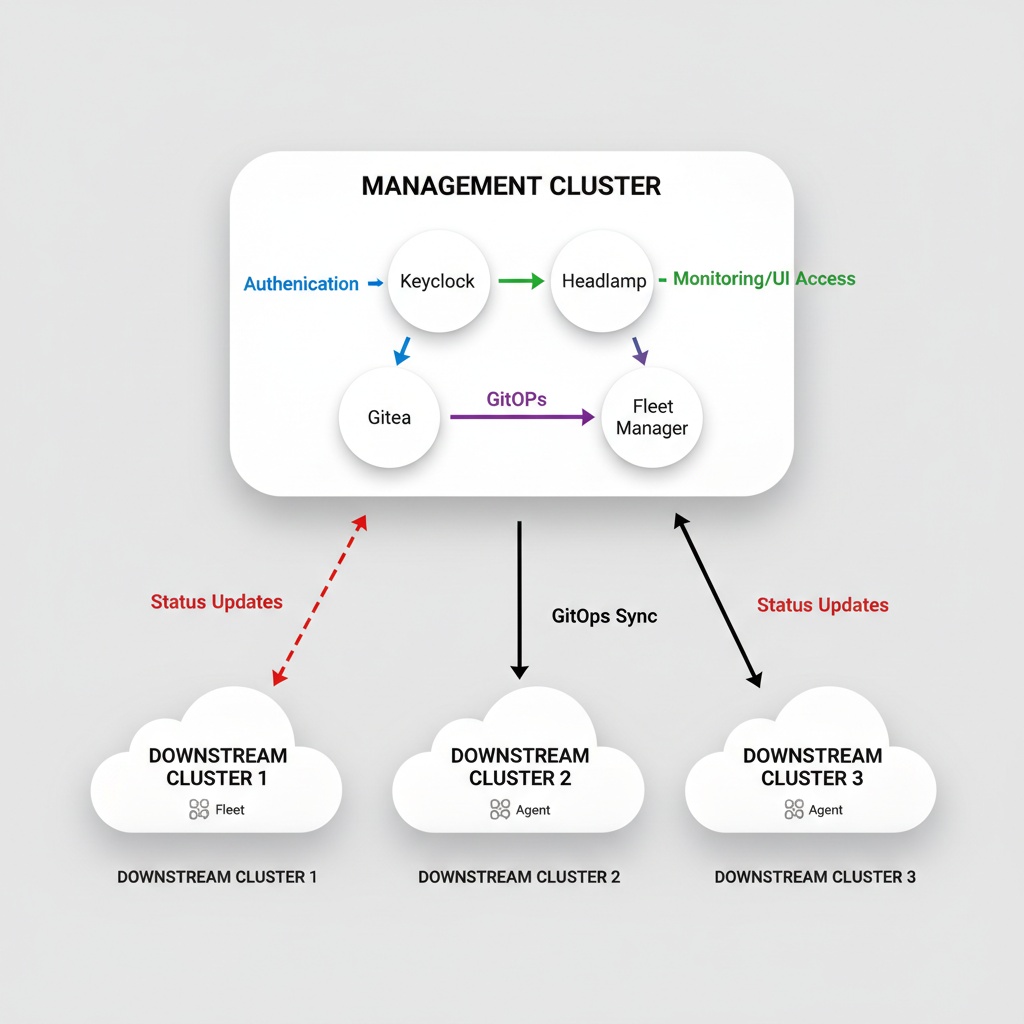 MANAGEMENT CLUSTER
Authenication
Keyclock
Headlamp
Monitoring/UI Access
Gitea
GitOPs
Fleet
Manager
Status Updates
GitOps Sync
Status Updates
DOWNSTREAM
CLUSTER 1
Fleet
DOWNSTREAM
CLUSTER 2
Agent
DOWNSTREAM
CLUSTER 3
Agent
DOWNSTREAM CLUSTER 1
DOWNSTREAM CLUSTER 2
DOWNSTREAM CLUSTER 3